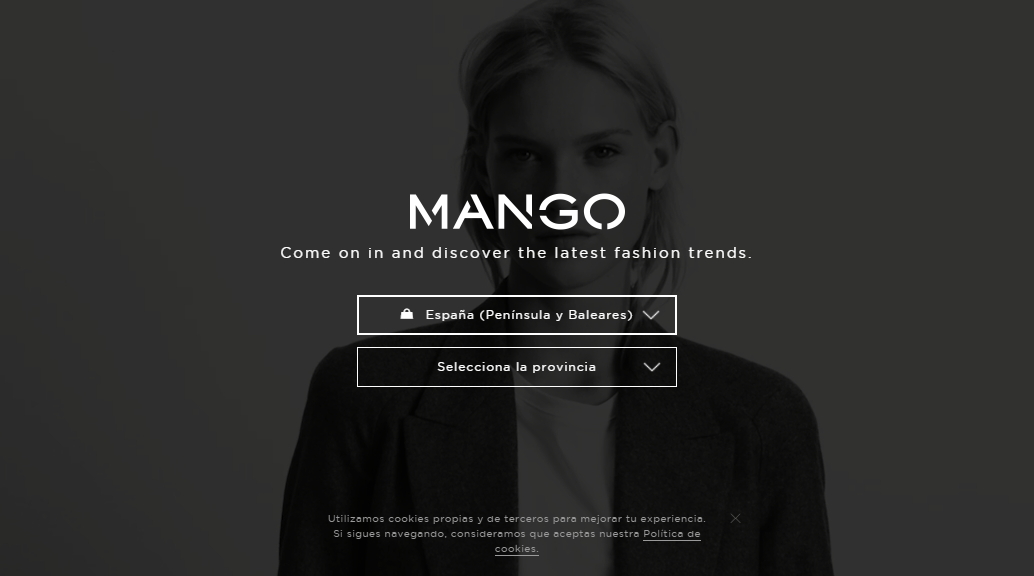 MANGO
Come on in and discover the latest fashion trends.
España (Península y Baleares)
Selecciona la provincia
Utilizamos cookies propias y de terceros para mejorar tu experiencia.
Si sigues navegando, consideramos que aceptas nuestra Política de
cookies.